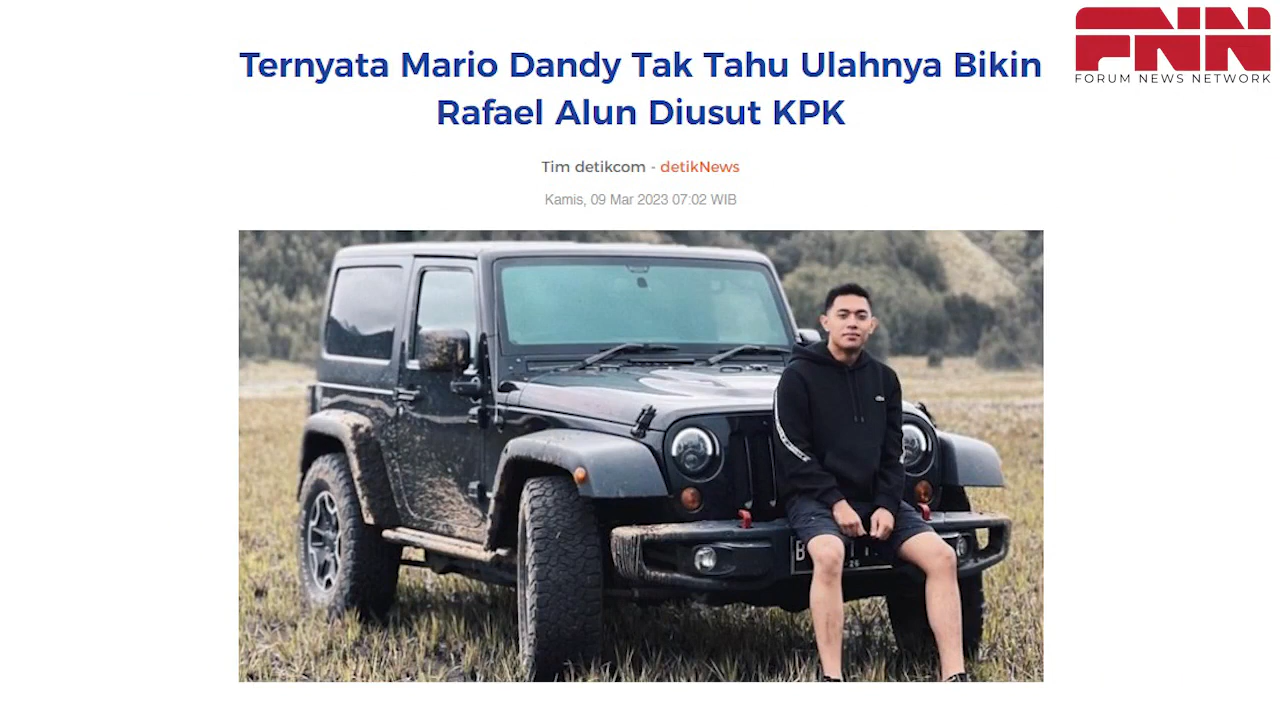 FNN
FORUM NEWS NETWORK
Ternyata Mario Dandy Tak Tahu Ulahnya Bikin
Rafael Alun Diusut KPK
Tim detikcom - detikNews
Kamis, 09 Mar 2023 07:02 WIB